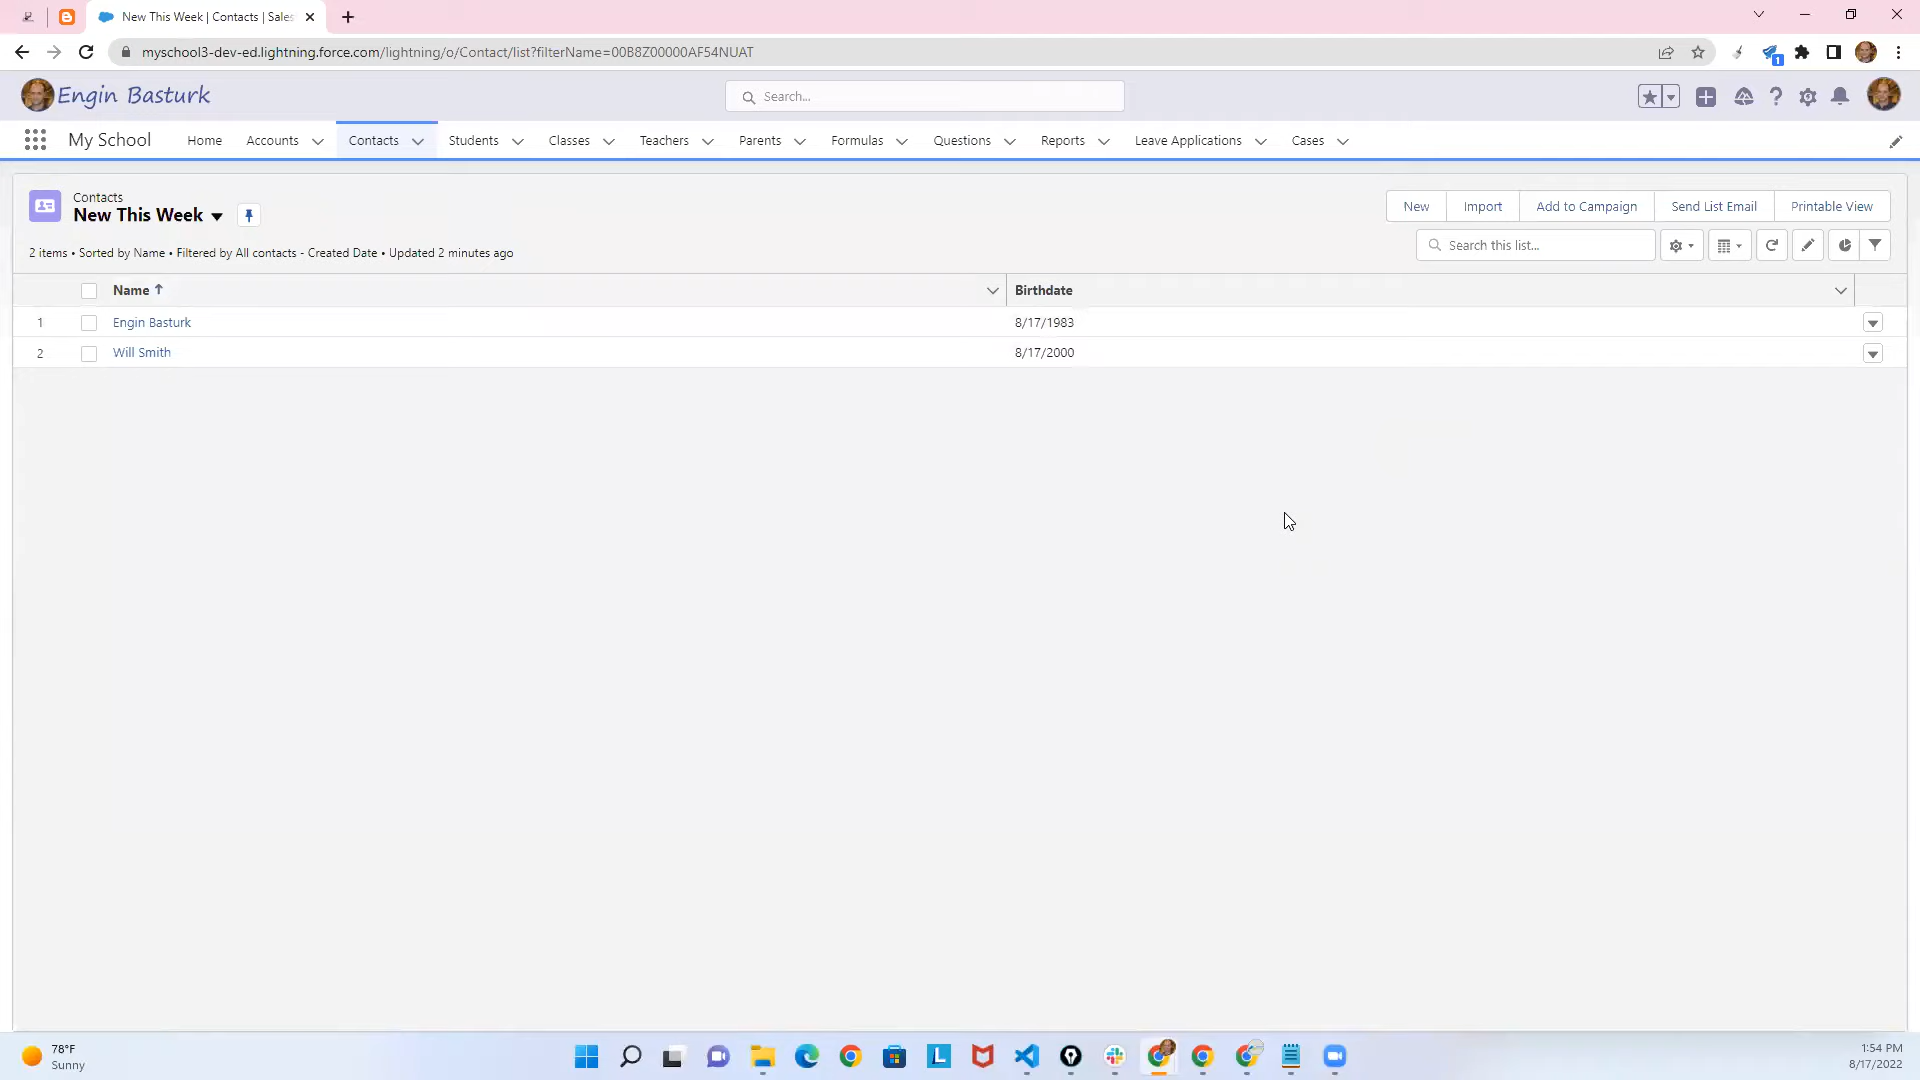 New This Week | Contacts | Sales
myschool3-dev-ed.lightning.force.com/lightning/o/Contact/list?filterName=00B8Z00000AF54NUAT
1
Engin Basturk
Search...
My School
Home
Accounts
Contacts
Students
Classes
Teachers
Parents
Formulas
Questions
Reports
Leave Applications
Cases
Contacts
New This Week
New
Import
Add to Campaign
Send List Email
Printable View
2 items • Sorted by Name • Filtered by All contacts - Created Date • Updated 2 minutes ago
Search this list...
Name
Birthdate
1
Engin Basturk
8/17/1983
2
Will Smith
8/17/2000
78°F
Sunny
L
1:54 PM
8/17/2022